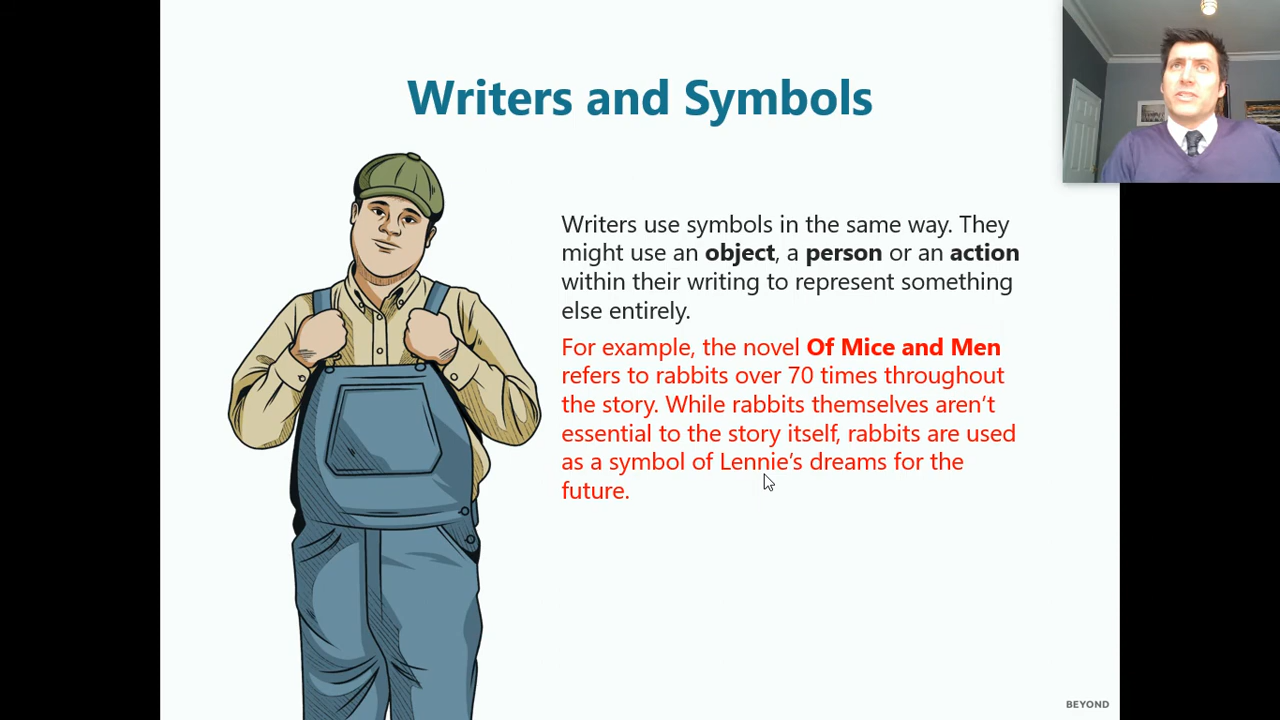 Writers and Symbols
Writers use symbols in the same way. They
might use an object, a person or an action
within their writing to represent something
else entirely.
For example, the novel Of Mice and Men
refers to rabbits over 70 times throughout
the story. While rabbits themselves aren’t
essential to the story itself, rabbits are used
as a symbol of Lennie’s dreams for the
future.
BEYOND